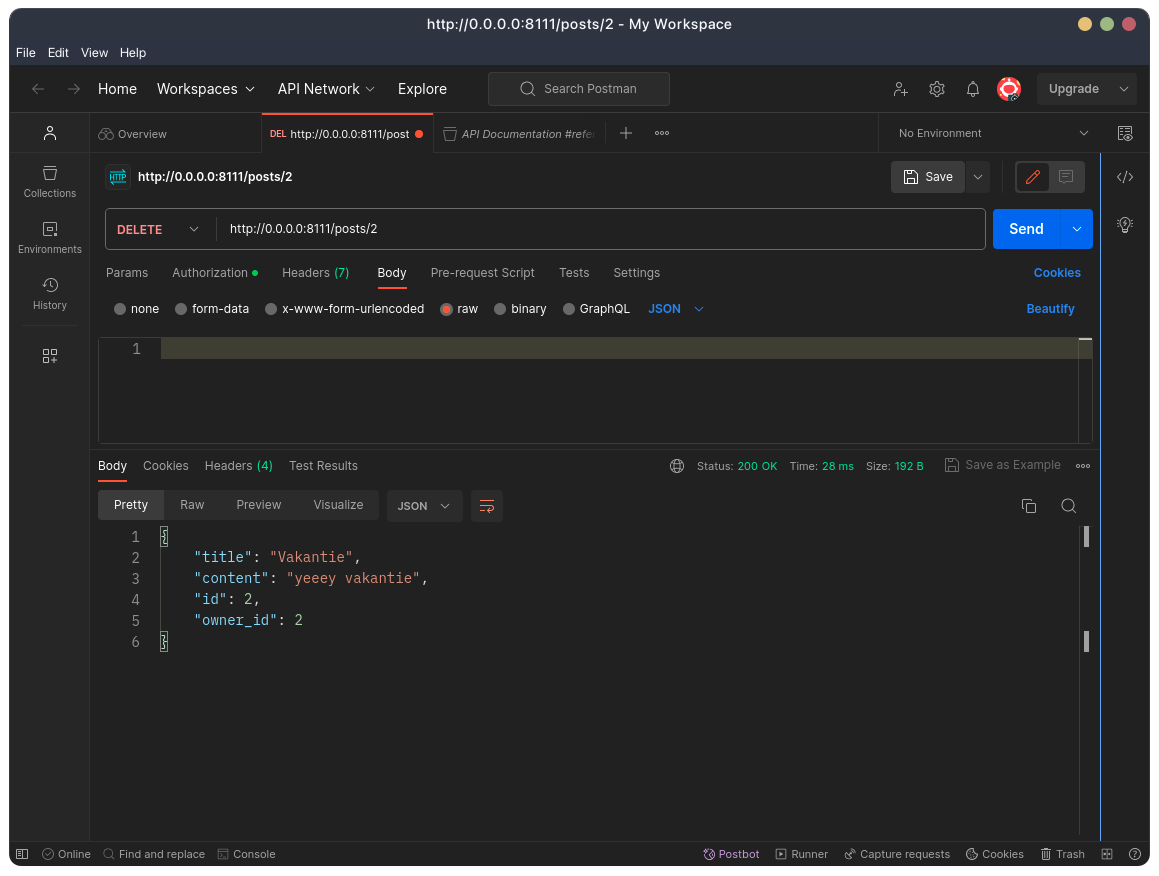 http://0.0.0.0:8111/posts/2 - My Workspace
File Edit View Help
Home Workspaces API Network Explore Search Postman Upgrade
Overview DEL http://0.0.0.0:8111/post API Documentation #refe No Environment
HTTP http://0.0.0.0:8111/posts/2 Save
Collections
Environments
History
DELETE http://0.0.0.0:8111/posts/2 Send
Params Authorization Headers (7) Body Pre-request Script Tests Settings Cookies
none form-data x-www-form-urlencoded raw binary GraphQL JSON Beautify
1
Body Cookies Headers (4) Test Results Status: 200 OK Time: 28 ms Size: 192 B Save as Example
Pretty Raw Preview Visualize JSON
1 {
2 "title": "Vakantie",
3 "content": "yeeey vakantie",
4 "id": 2,
5 "owner_id": 2
6 }
Online Find and replace Console Postbot Runner Capture requests Cookies Trash